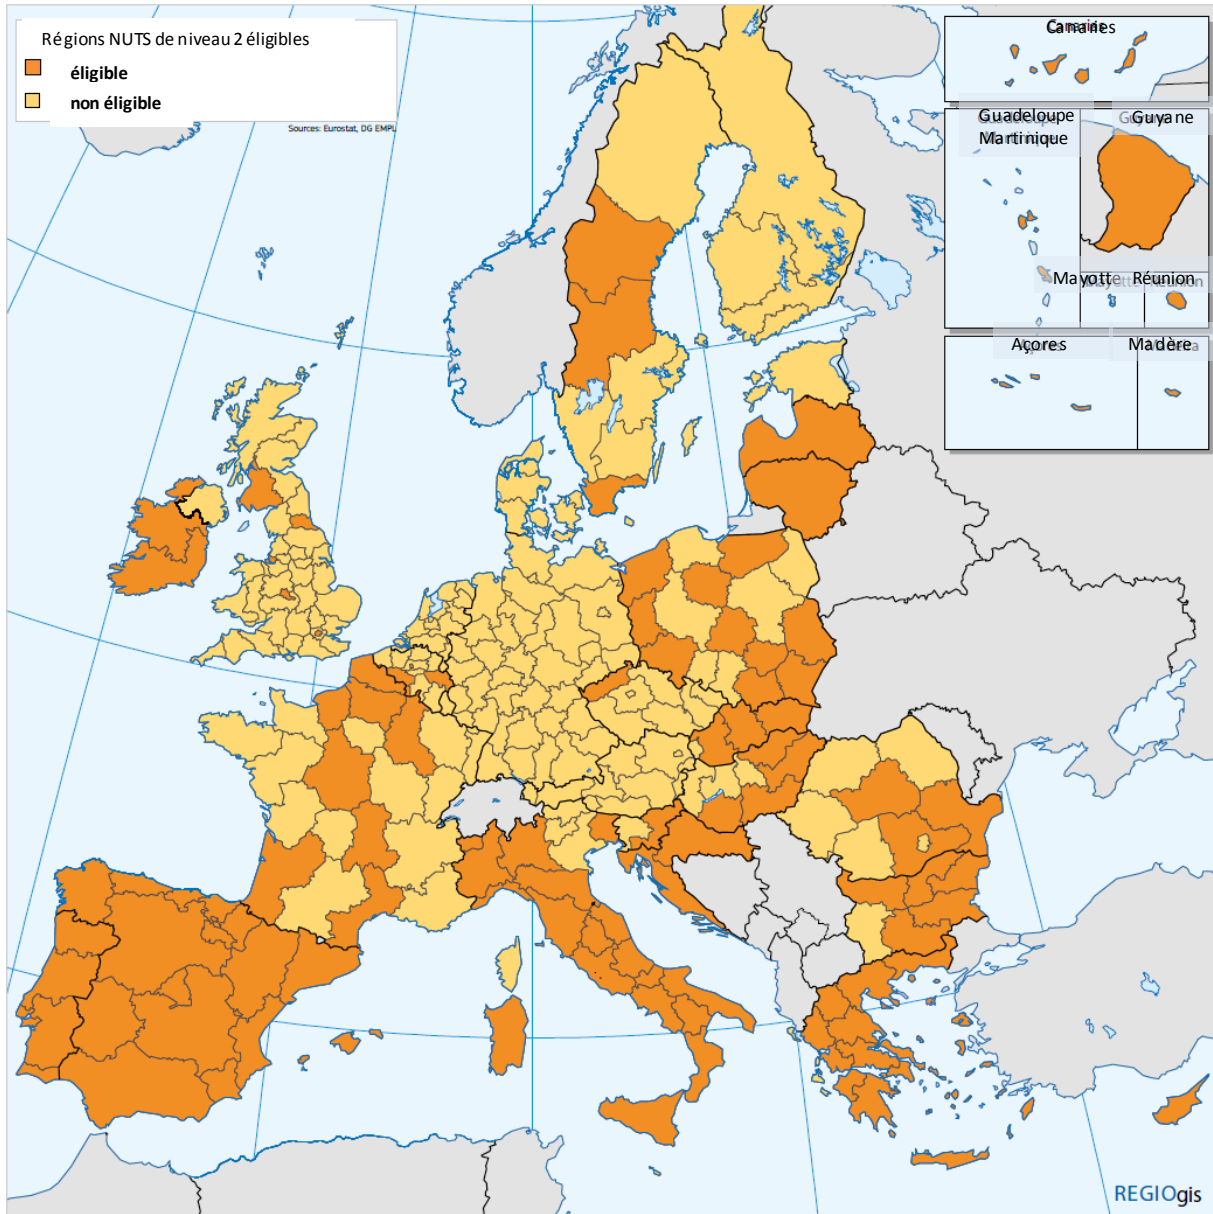 Régions NUTS de niveau 2 éligibles
éligible
non éligible
Sources: Eurostat, DG EMPL
Canaries
Guadeloupe
Martinique
Guyane
Mayotte
Réunion
Açores
Madère
REGIOgis